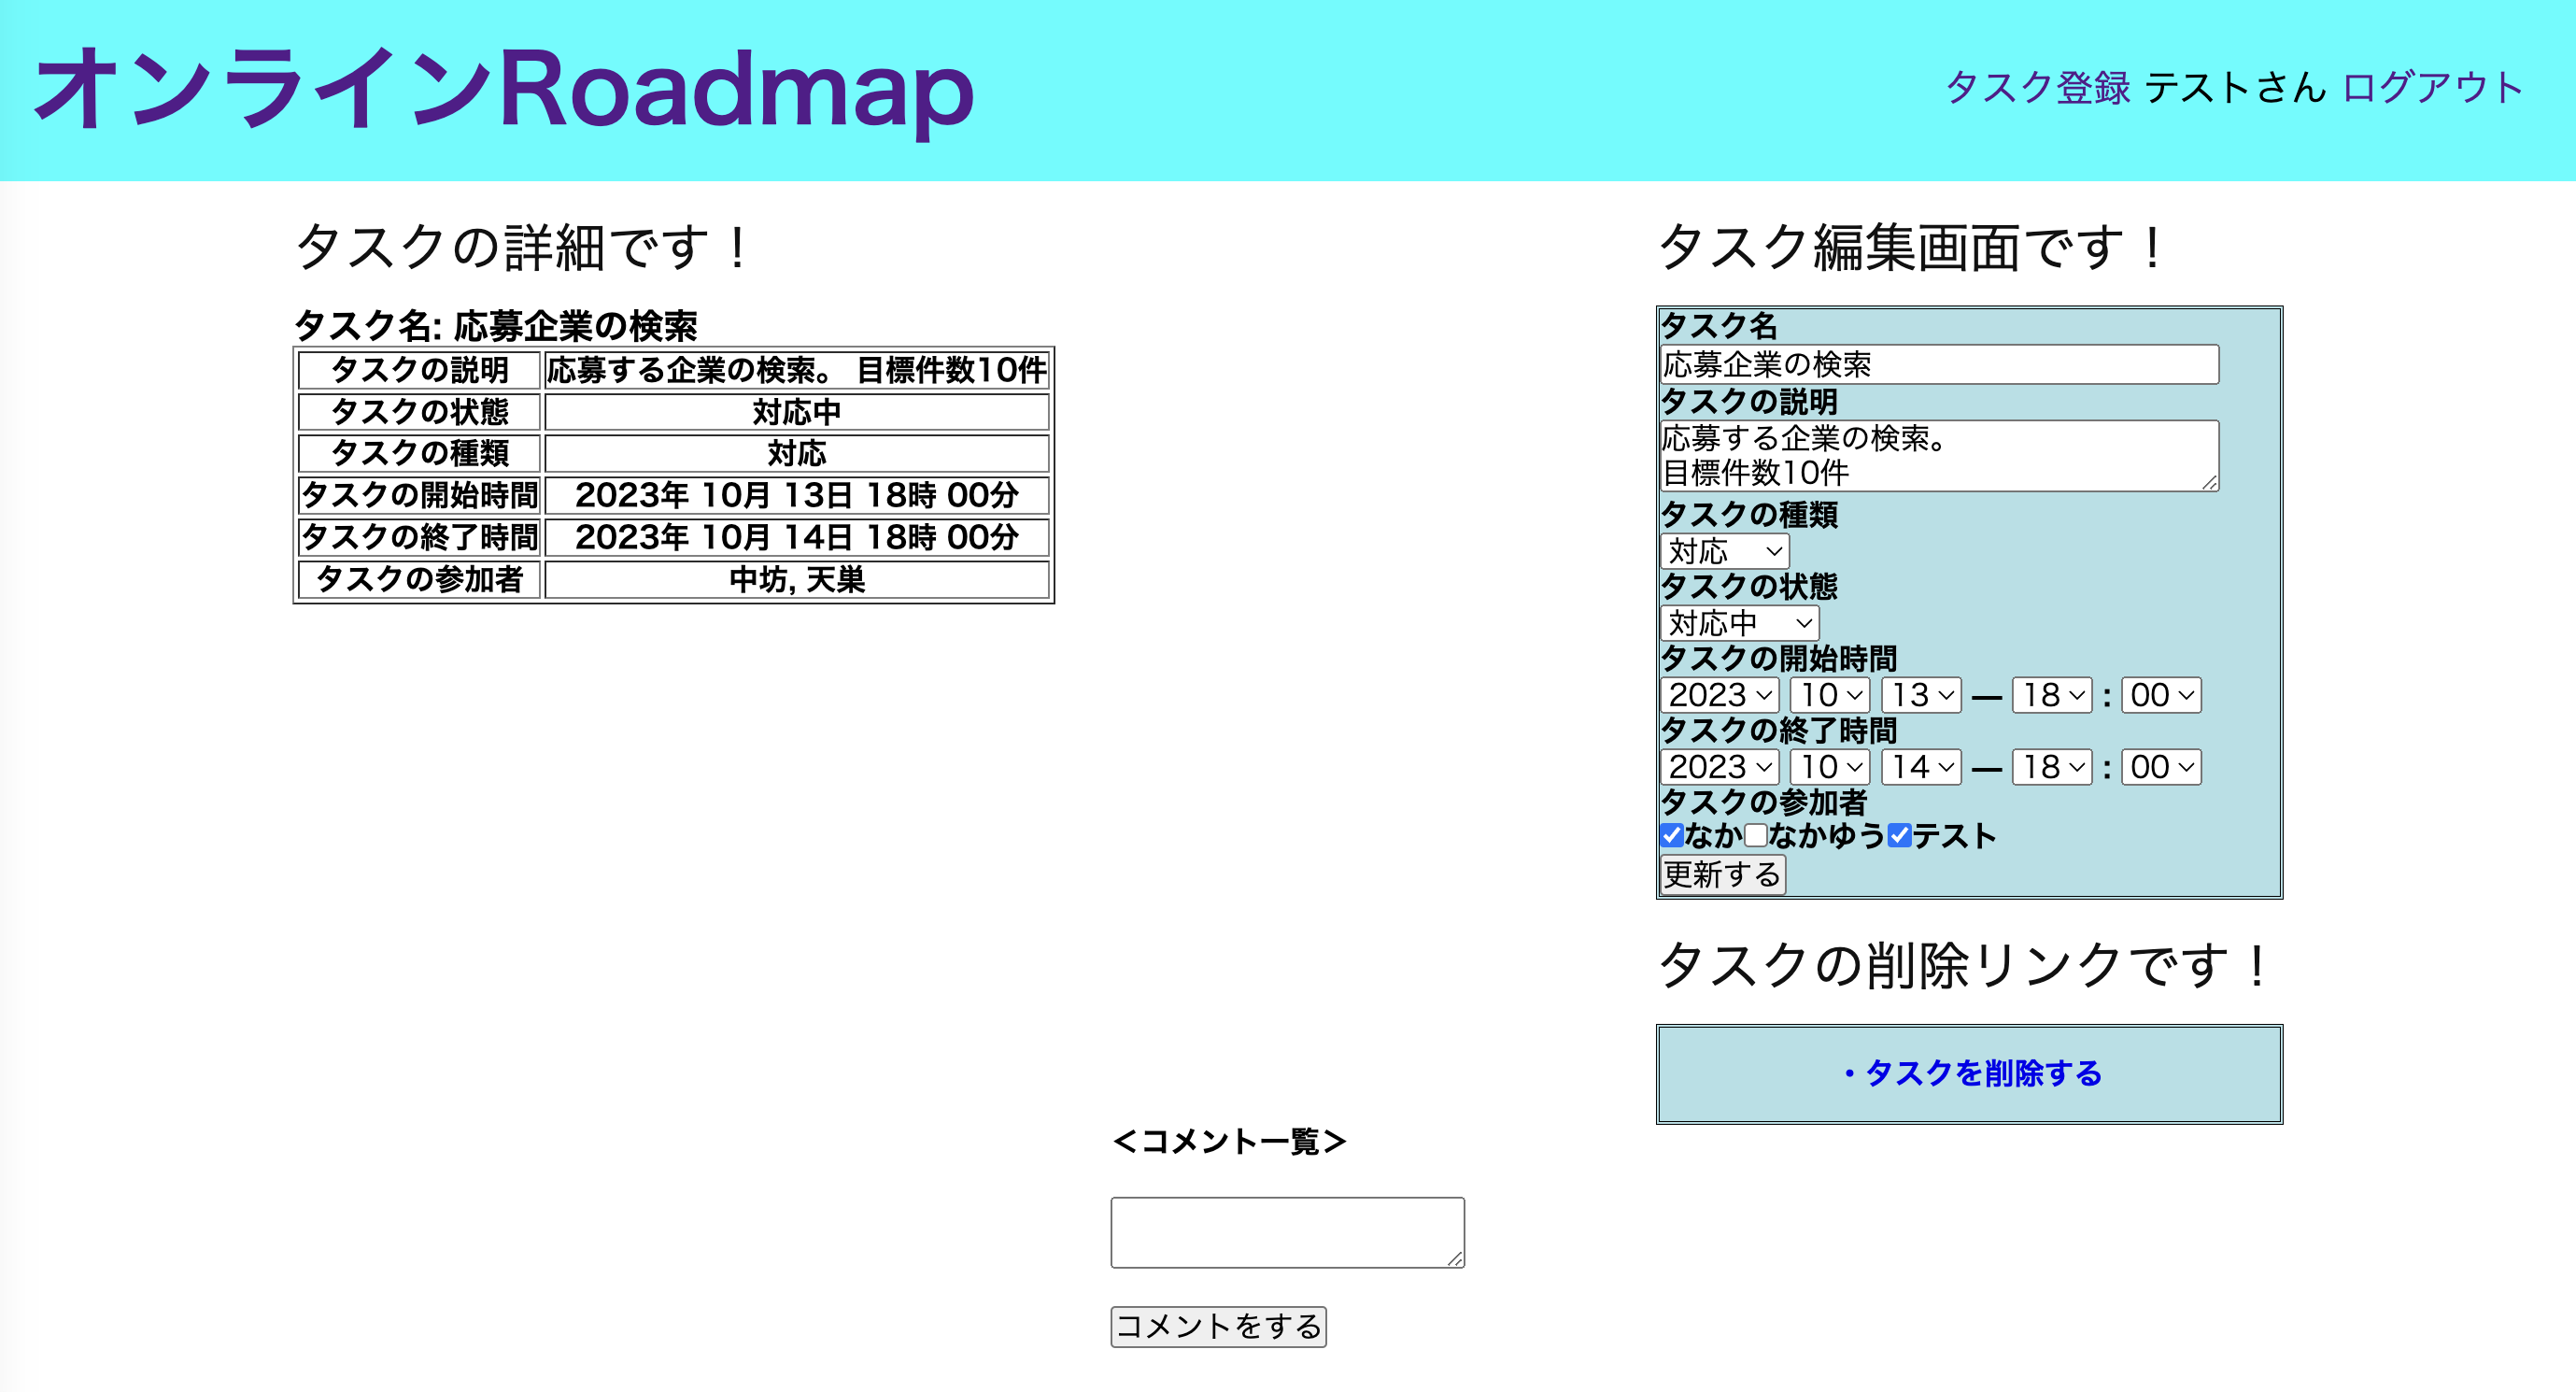 オンラインRoadmap
タスク登録 テストさん ログアウト
タスクの詳細です！
タスク名: 応募企業の検索
タスクの説明 応募する企業の検索。 目標件数10件
タスクの状態 対応中
タスクの種類 対応
タスクの開始時間 2023年 10月 13日 18時 00分
タスクの終了時間 2023年 10月 14日 18時 00分
タスクの参加者 中坊, 天巣
タスク編集画面です！
タスク名
応募企業の検索
タスクの説明
応募する企業の検索。
目標件数10件
タスクの種類
対応
タスクの状態
対応中
タスクの開始時間
2023 10 13 — 18 : 00
タスクの終了時間
2023 10 14 — 18 : 00
タスクの参加者
なか なかゆう テスト
更新する
タスクの削除リンクです！
・タスクを削除する
＜コメント一覧＞
コメントをする